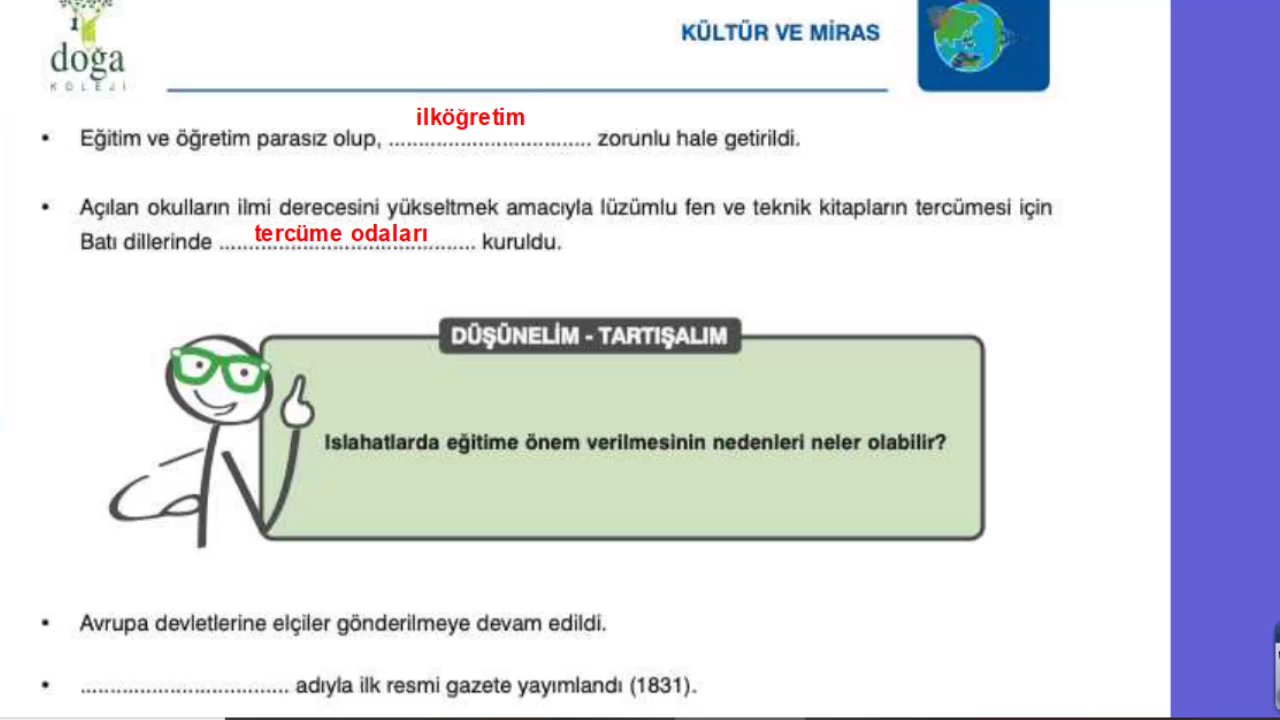 1
doğa
KOLEJİ
KÜLTÜR VE MİRAS
ilköğretim
• Eğitim ve öğretim parasız olup, .................................. zorunlu hale getirildi.
• Açılan okulların ilmi derecesini yükseltmek amacıyla lüzümlu fen ve teknik kitapların tercümesi için
tercüme odaları
Batı dillerinde ........................................... kuruldu.
DÜŞÜNELİM - TARTIŞALIM
Islahatlarda eğitime önem verilmesinin nedenleri neler olabilir?
• Avrupa devletlerine elçiler gönderilmeye devam edildi.
• ................................... adıyla ilk resmi gazete yayımlandı (1831).